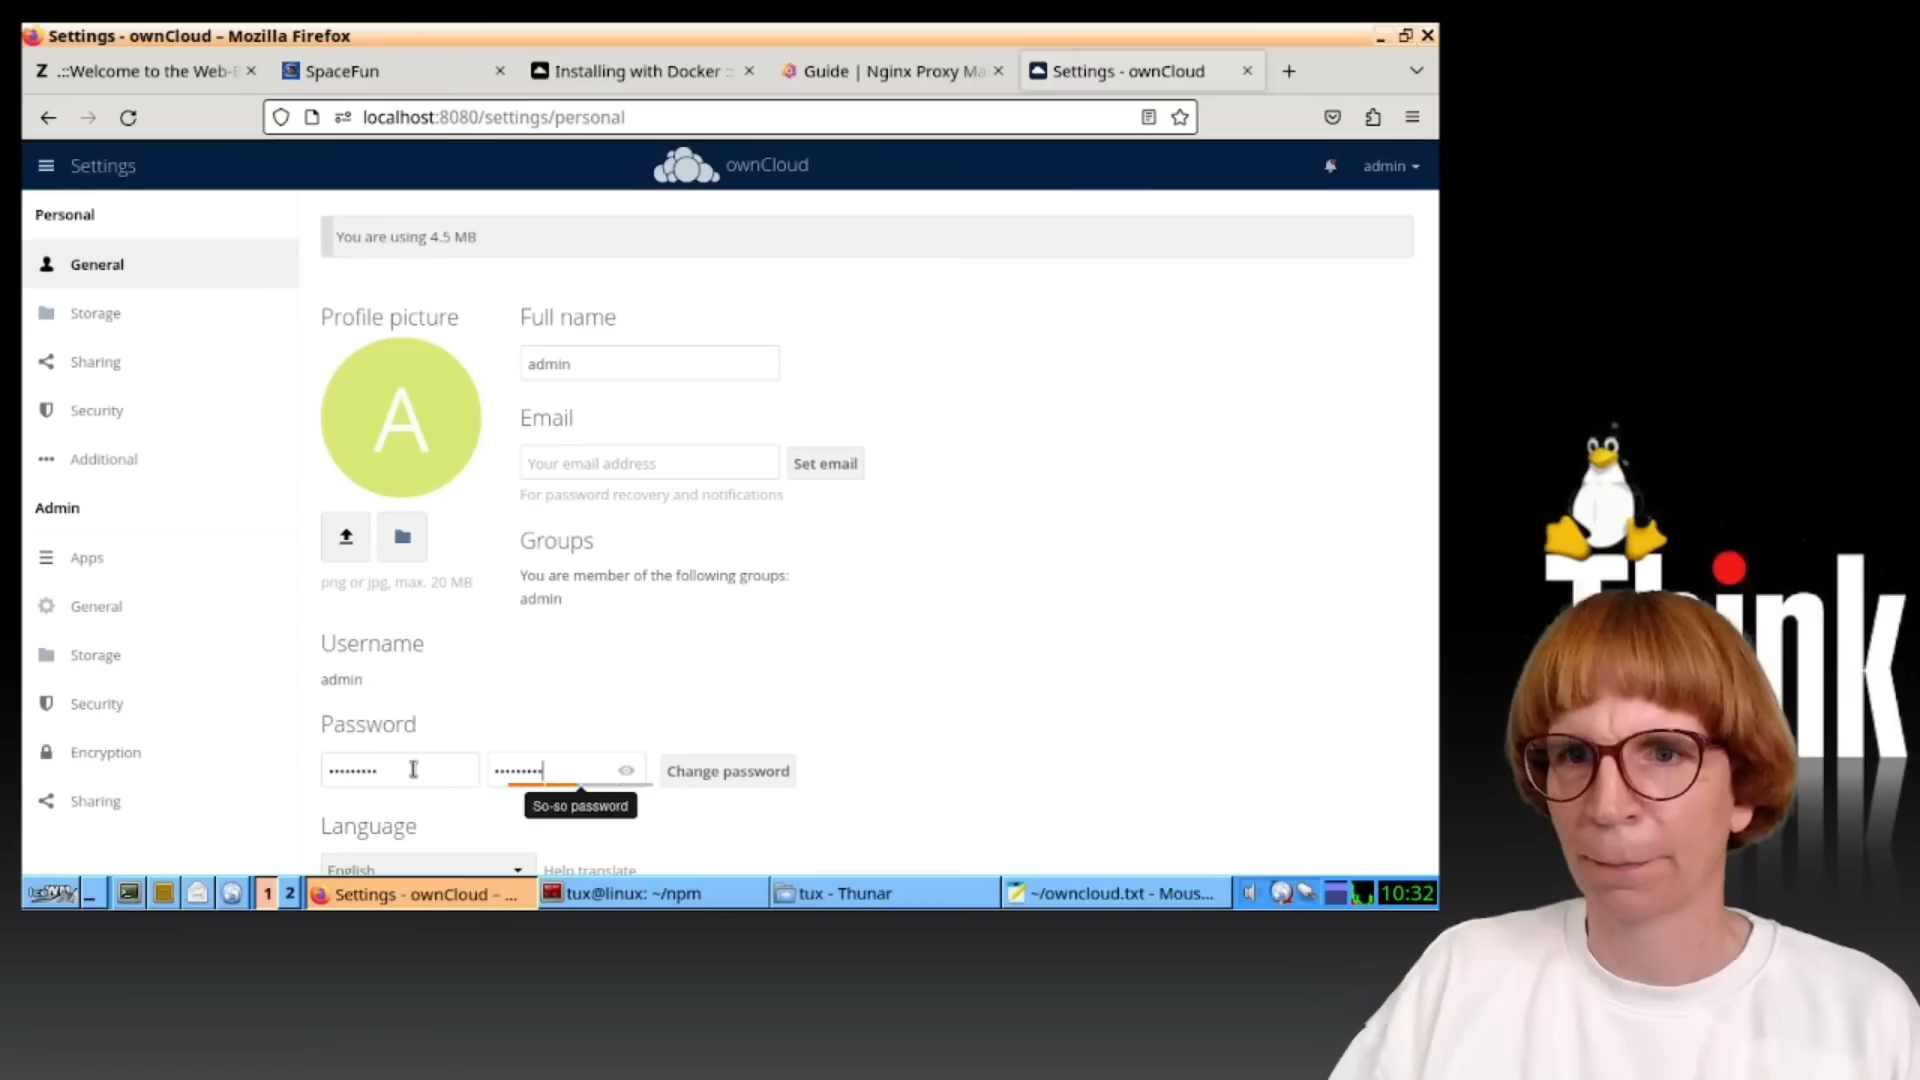 Settings - ownCloud – Mozilla Firefox
Z .::Welcome to the Web-B
SpaceFun
Installing with Docker ::
Guide | Nginx Proxy Ma
Settings - ownCloud
localhost:8080/settings/personal
Settings
ownCloud
admin
Personal
General
Storage
Sharing
Security
Additional
Admin
Apps
General
Storage
Security
Encryption
Sharing
You are using 4.5 MB
Profile picture
A
png or jpg, max. 20 MB
Full name
admin
Email
Your email address
Set email
For password recovery and notifications
Groups
You are member of the following groups:
admin
Username
admin
Password
Change password
So-so password
Language
English
Help translate
IceWM
1
2
Settings - ownCloud – ...
tux@linux: ~/npm
tux - Thunar
~/owncloud.txt - Mous...
10:32
Think